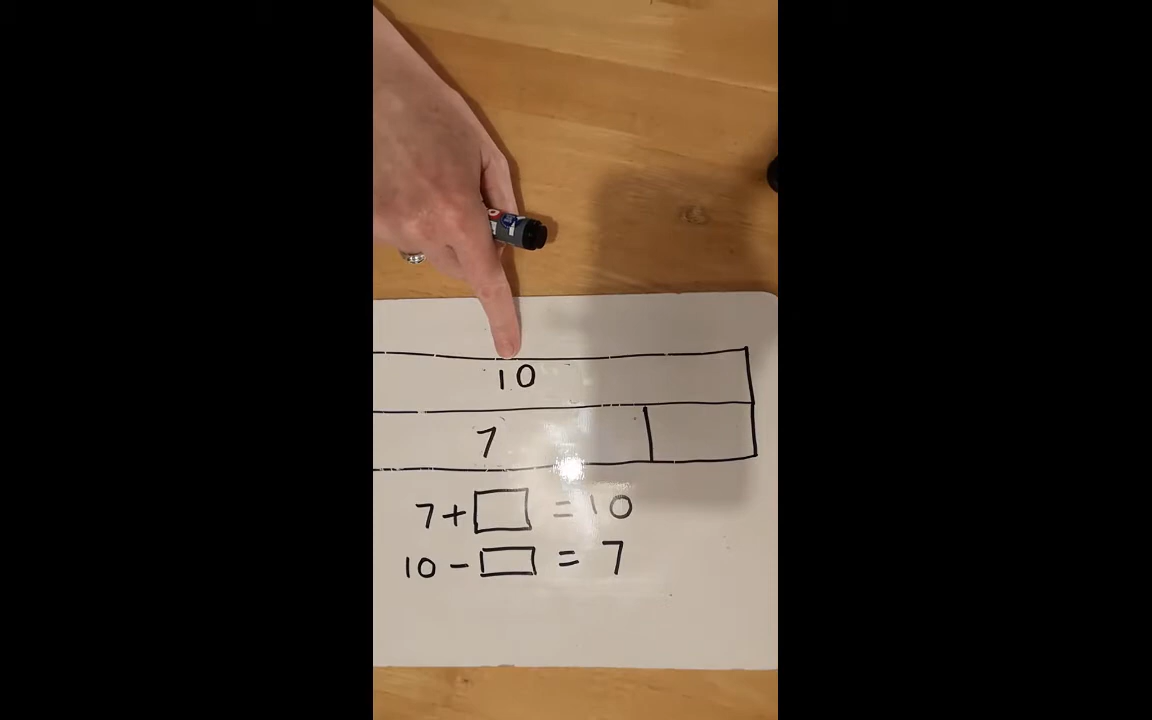 10
7
7 + □ = 10
10 - □ = 7